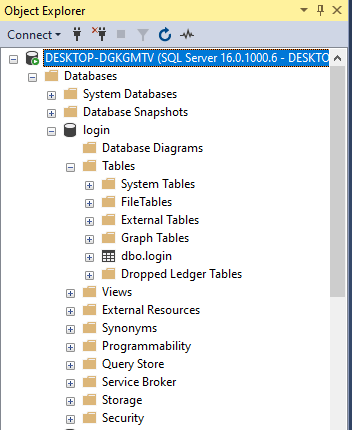 Object Explorer
Connect
DESKTOP-DGKGMTV (SQL Server 16.0.1000.6 - DESKTO
Databases
System Databases
Database Snapshots
login
Database Diagrams
Tables
System Tables
FileTables
External Tables
Graph Tables
dbo.login
Dropped Ledger Tables
Views
External Resources
Synonyms
Programmability
Query Store
Service Broker
Storage
Security